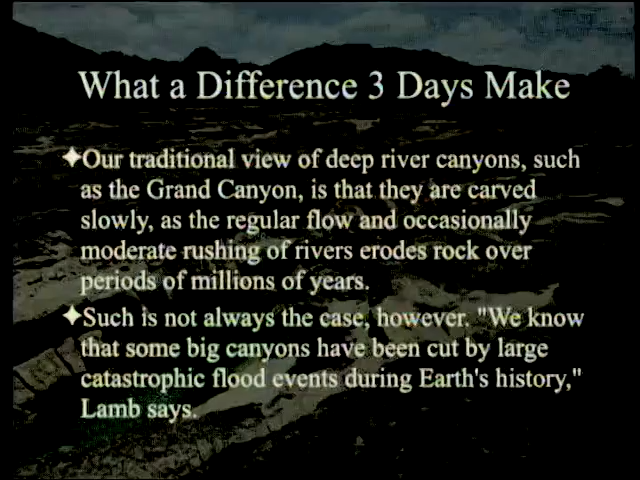 What a Difference 3 Days Make
✦Our traditional view of deep river canyons, such
as the Grand Canyon, is that they are carved
slowly, as the regular flow and occasionally
moderate rushing of rivers erodes rock over
periods of millions of years.
✦Such is not always the case, however. "We know
that some big canyons have been cut by large
catastrophic flood events during Earth's history,"
Lamb says.